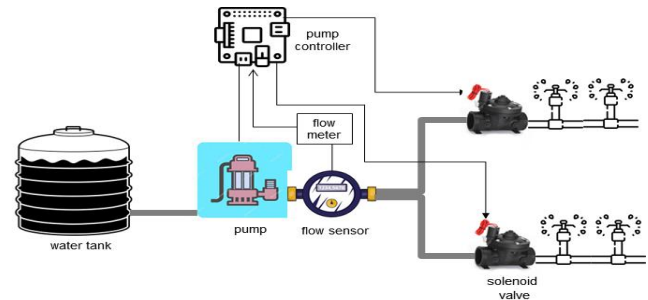 pump
controller
flow
meter
water tank
pump
flow sensor
solenoid
valve